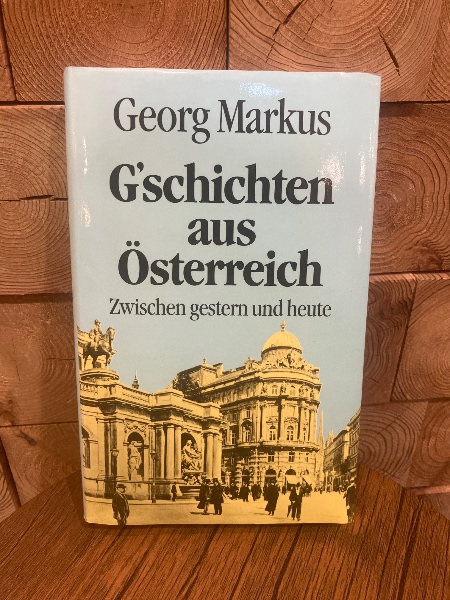 Georg Markus
G'schichten
aus
Österreich
Zwischen gestern und heute